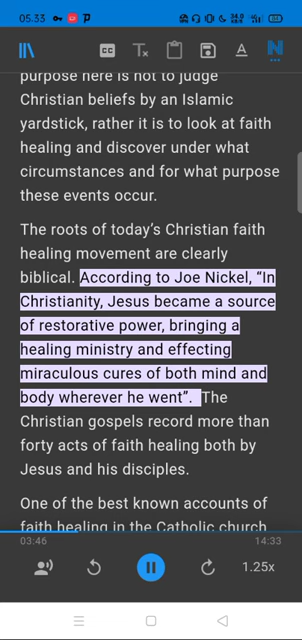 05.33
34.0
CC
A
N
purpose here is not to judge
Christian beliefs by an Islamic
yardstick, rather it is to look at faith
healing and discover under what
circumstances and for what purpose
these events occur.
The roots of today’s Christian faith
healing movement are clearly
biblical. According to Joe Nickel, “In
Christianity, Jesus became a source
of restorative power, bringing a
healing ministry and effecting
miraculous cures of both mind and
body wherever he went”. The
Christian gospels record more than
forty acts of faith healing both by
Jesus and his disciples.
One of the best known accounts of
faith healing in the Catholic church
03:46
14:33
1.25x